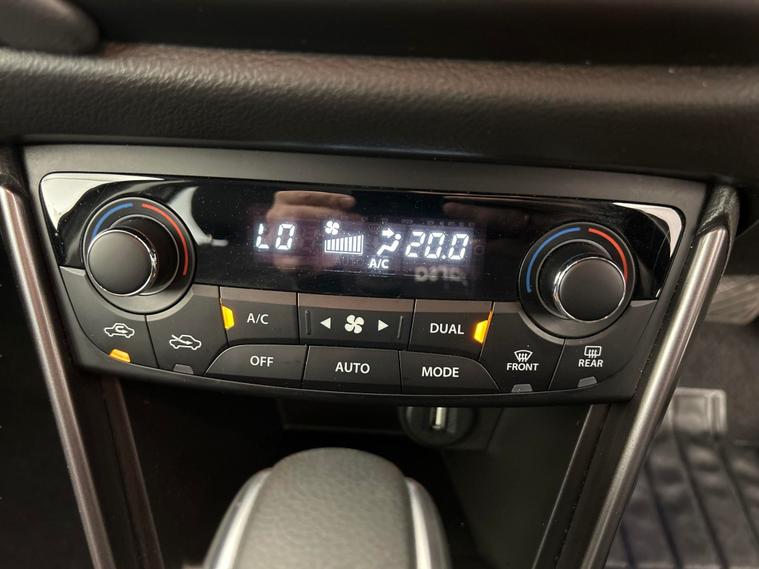 LO 20.0
A/C
A/C DUAL
OFF AUTO MODE FRONT REAR